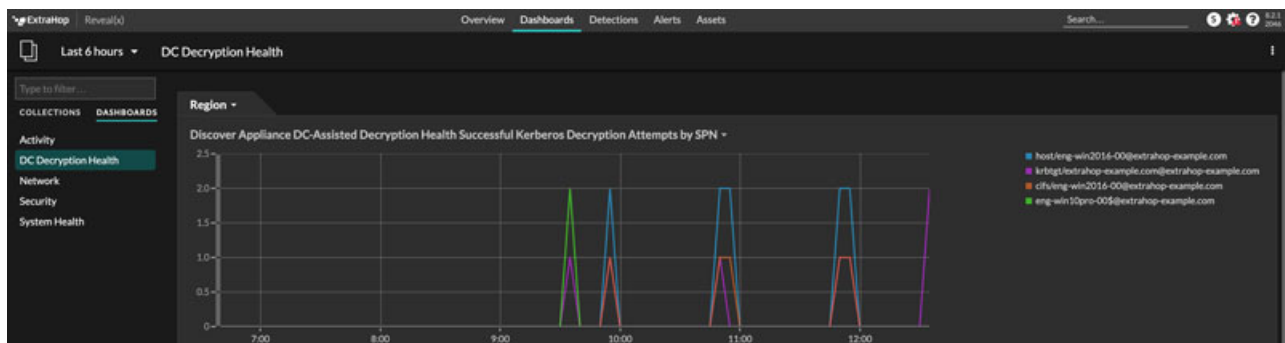 ExtraHop Reveal(x) Overview Dashboards Detections Alerts Assets Search... 8.2.1
2046
Last 6 hours DC Decryption Health
Type to filter...
COLLECTIONS DASHBOARDS
Activity
DC Decryption Health
Network
Security
System Health
Region
Discover Appliance DC-Assisted Decryption Health Successful Kerberos Decryption Attempts by SPN
2.5
2.0
1.5
1.0
0.5
0
7:00 8:00 9:00 10:00 11:00 12:00
host/eng-win2016-00@extrahop-example.com
krbtgt/extrahop-example.com@extrahop-example.com
cifs/eng-win2016-00@extrahop-example.com
eng-win10pro-00$@extrahop-example.com